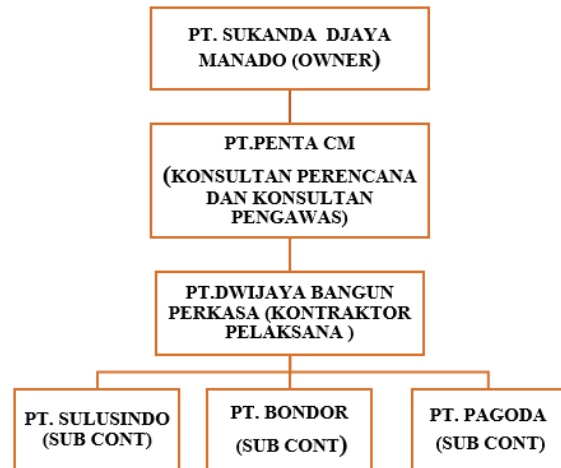 PT. SUKANDA DJAYA
MANADO (OWNER)
PT.PENTA CM
(KONSULTAN PERENCANA
DAN KONSULTAN
PENGAWAS)
PT.DWIJAYA BANGUN
PERKASA (KONTRAKTOR
PELAKSANA )
PT. SULUSINDO
(SUB CONT)
PT. BONDOR
(SUB CONT)
PT. PAGODA
(SUB CONT)